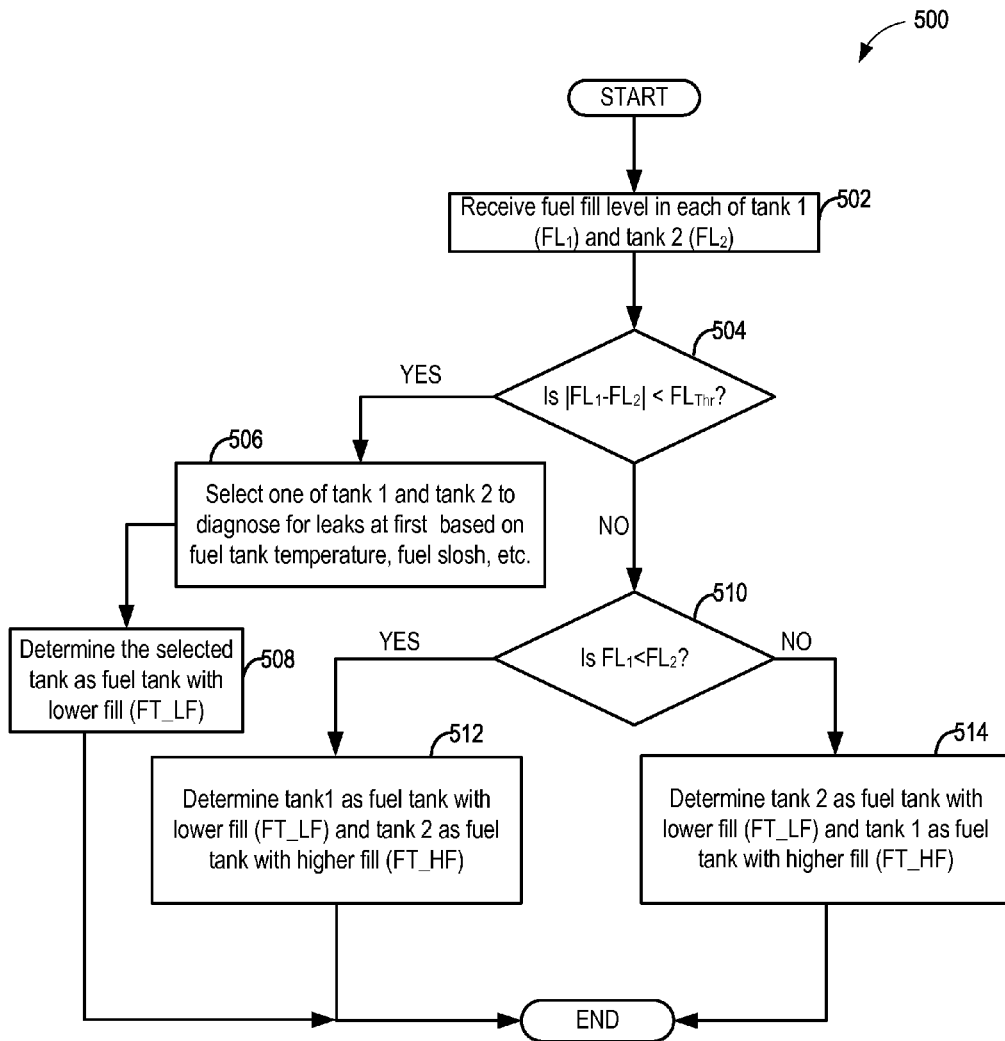 500
START
502
Receive fuel fill level in each of tank 1
(FL₁) and tank 2 (FL₂)
504
YES
Is |FL₁-FL₂| < FL_Thr?
506
Select one of tank 1 and tank 2 to
diagnose for leaks at first based on
fuel tank temperature, fuel slosh, etc.
NO
510
Determine the selected
tank as fuel tank with
lower fill (FT_LF)
508
YES
Is FL₁<FL₂?
NO
512
Determine tank1 as fuel tank with
lower fill (FT_LF) and tank 2 as fuel
tank with higher fill (FT_HF)
514
Determine tank 2 as fuel tank with
lower fill (FT_LF) and tank 1 as fuel
tank with higher fill (FT_HF)
END